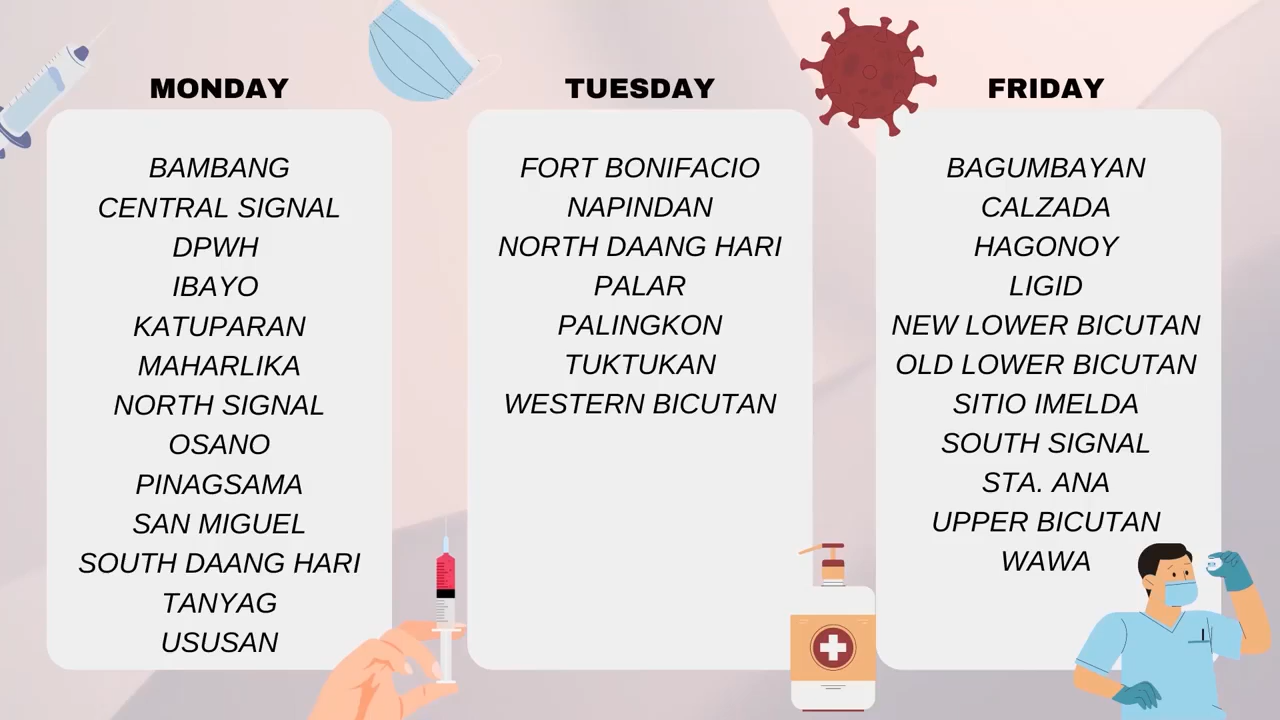 MONDAY
BAMBANG
CENTRAL SIGNAL
DPWH
IBAYO
KATUPARAN
MAHARLIKA
NORTH SIGNAL
OSANO
PINAGSAMA
SAN MIGUEL
SOUTH DAANG HARI
TANYAG
USUSAN
TUESDAY
FORT BONIFACIO
NAPINDAN
NORTH DAANG HARI
PALAR
PALINGKON
TUKTUKAN
WESTERN BICUTAN
FRIDAY
BAGUMBAYAN
CALZADA
HAGONOY
LIGID
NEW LOWER BICUTAN
OLD LOWER BICUTAN
SITIO IMELDA
SOUTH SIGNAL
STA. ANA
UPPER BICUTAN
WAWA